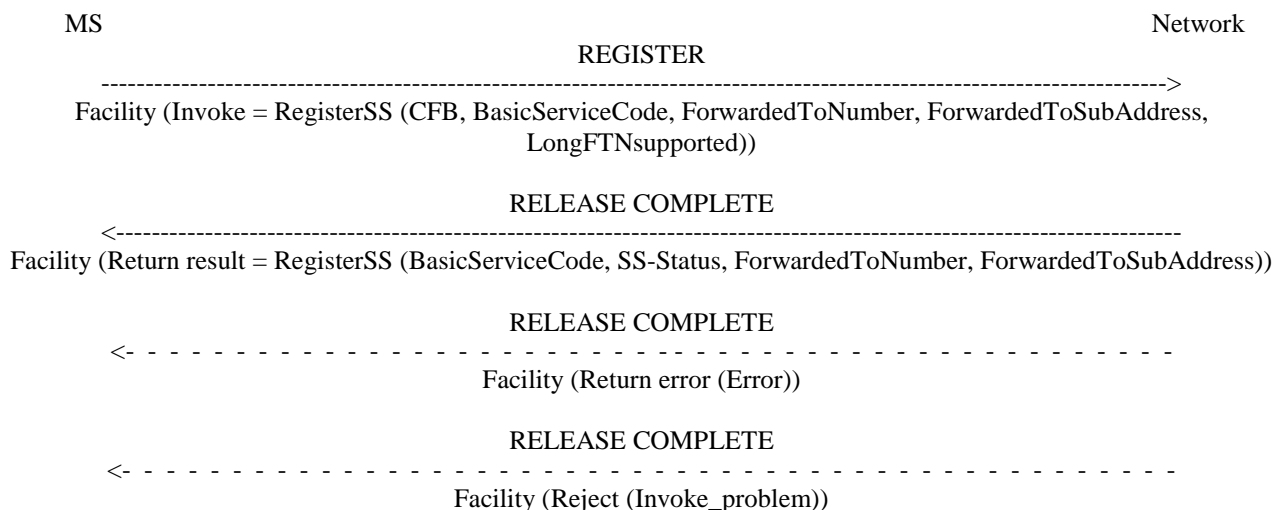 MS Network
REGISTER
Facility (Invoke = RegisterSS (CFB, BasicServiceCode, ForwardedToNumber, ForwardedToSubAddress,
LongFTNsupported))
RELEASE COMPLETE
Facility (Return result = RegisterSS (BasicServiceCode, SS-Status, ForwardedToNumber, ForwardedToSubAddress))
RELEASE COMPLETE
Facility (Return error (Error))
RELEASE COMPLETE
Facility (Reject (Invoke_problem))